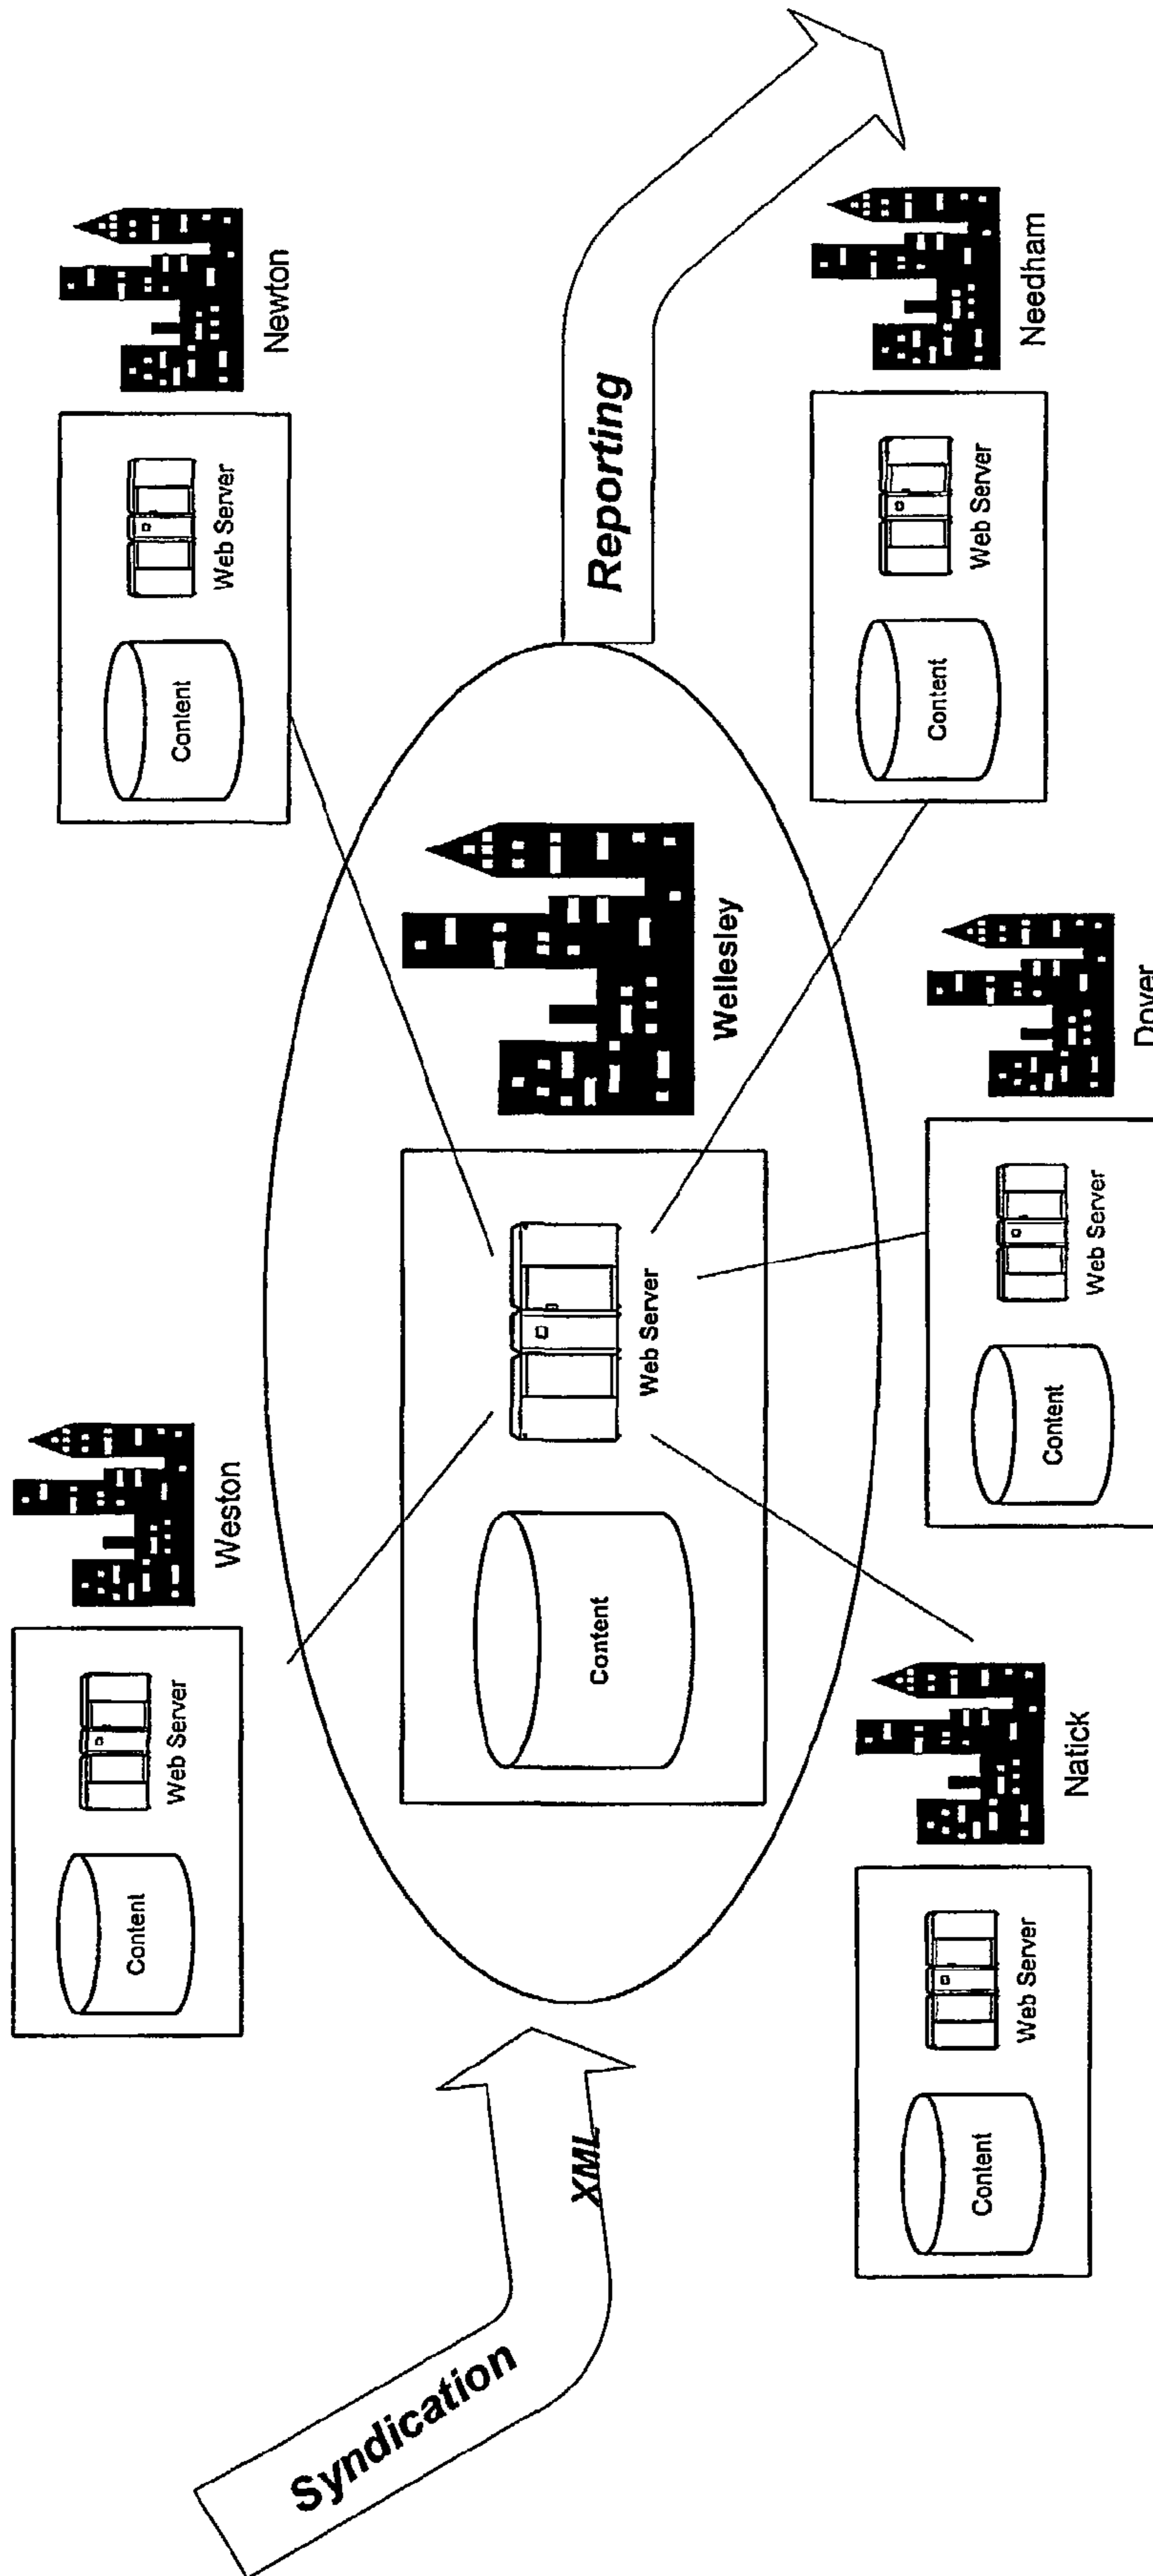 Content
Web Server
Weston
Content
Web Server
Newton
Syndication
XML
Content
Web Server
Wellesley
Reporting
Content
Web Server
Natick
Content
Web Server
Dover
Content
Web Server
Needham